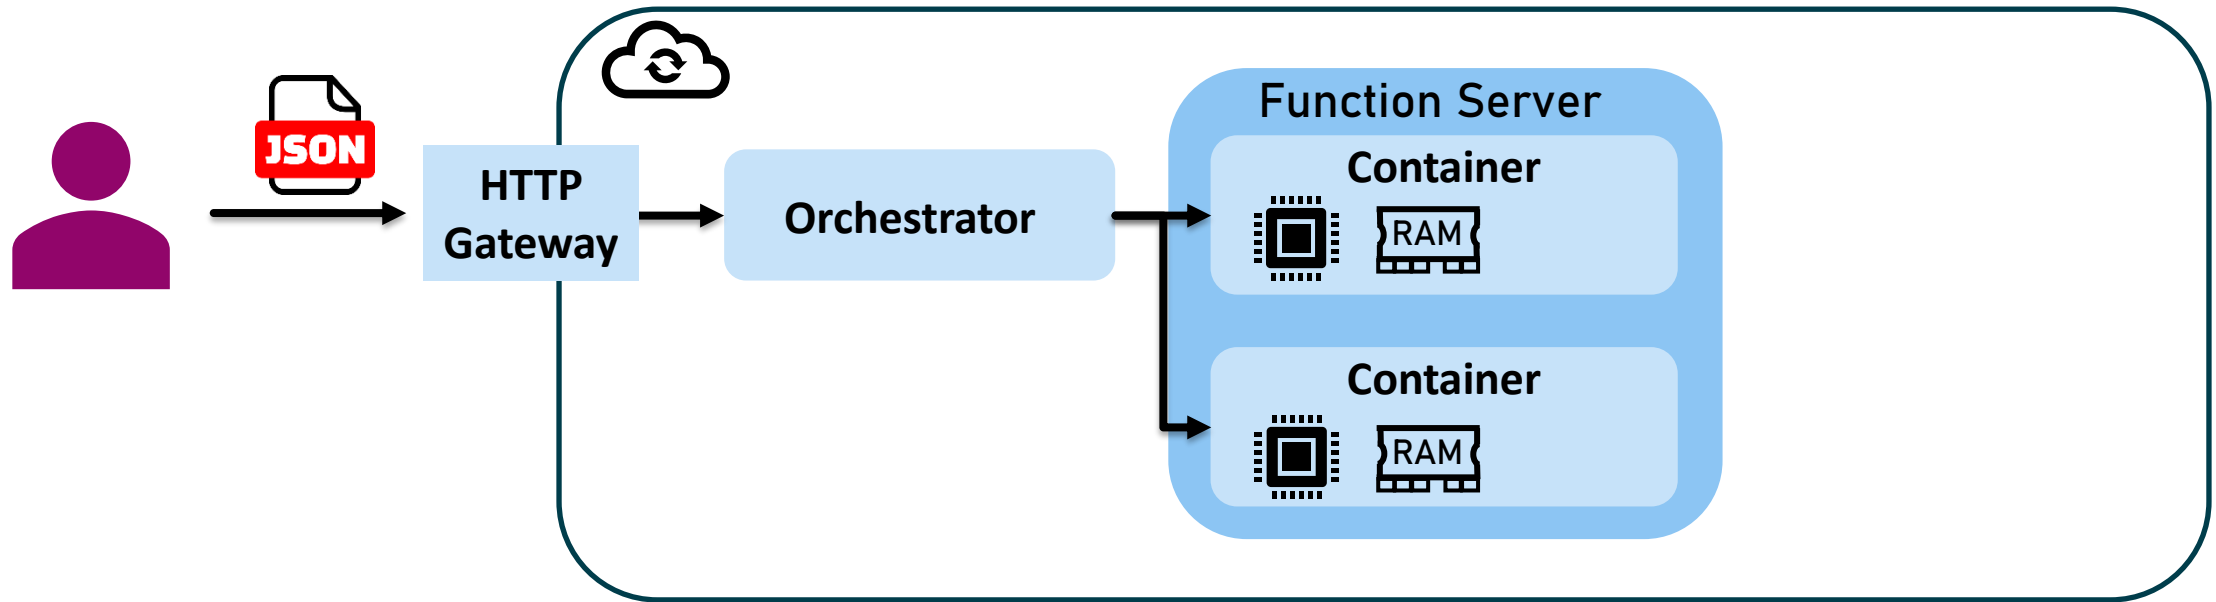 JSON
HTTP
Gateway
Orchestrator
Function Server
Container
RAM
Container
RAM